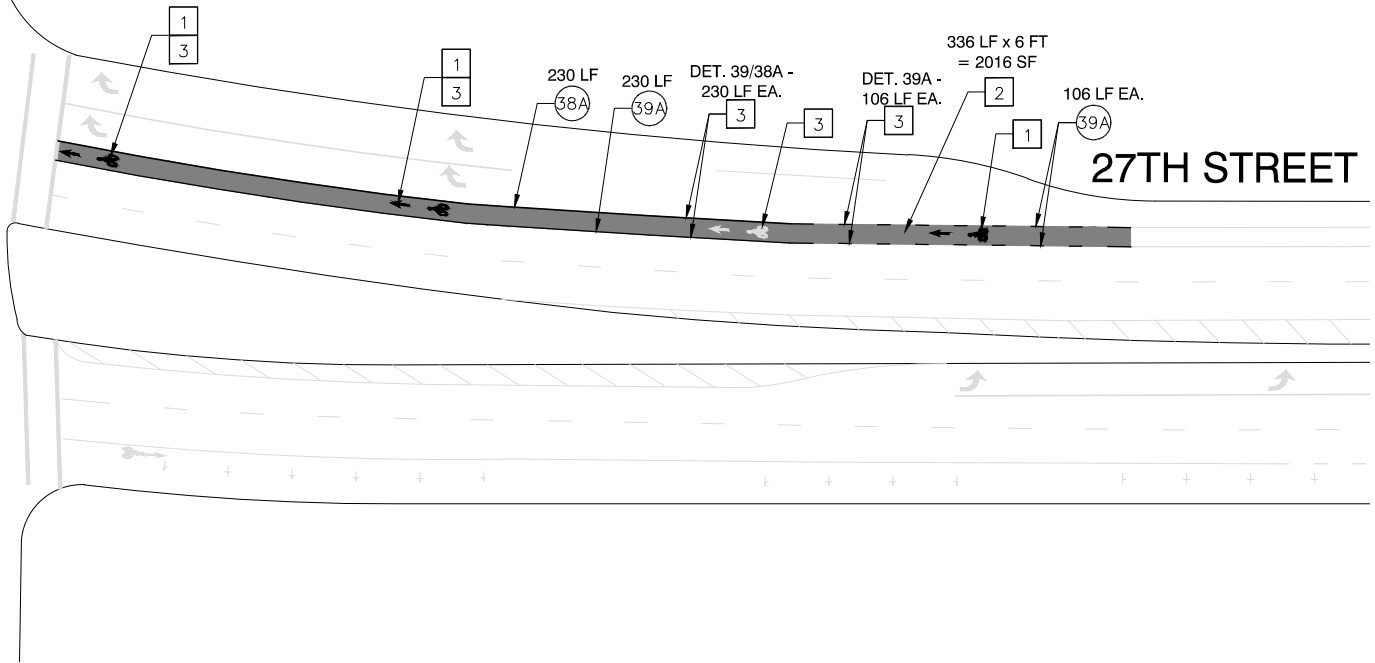 1
3
1
3
230 LF
38A
230 LF
39A
DET. 39/38A -
230 LF EA.
3
3
DET. 39A -
106 LF EA.
3
336 LF x 6 FT
= 2016 SF
2
1
106 LF EA.
39A
27TH STREET